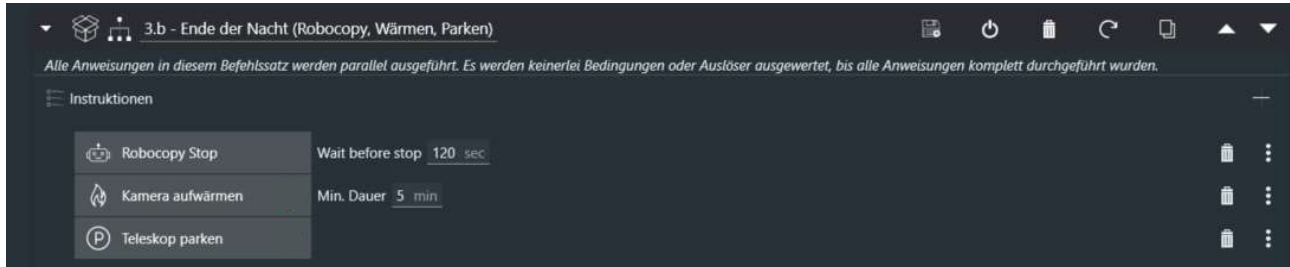 3.b - Ende der Nacht (Robocopy, Wärmen, Parken)
Alle Anweisungen in diesem Befehlssatz werden parallel ausgeführt. Es werden keinerlei Bedingungen oder Auslöser ausgewertet, bis alle Anweisungen komplett durchgeführt wurden.
Instruktionen
Robocopy Stop Wait before stop 120 sec
Kamera aufwärmen Min. Dauer 5 min
P Teleskop parken